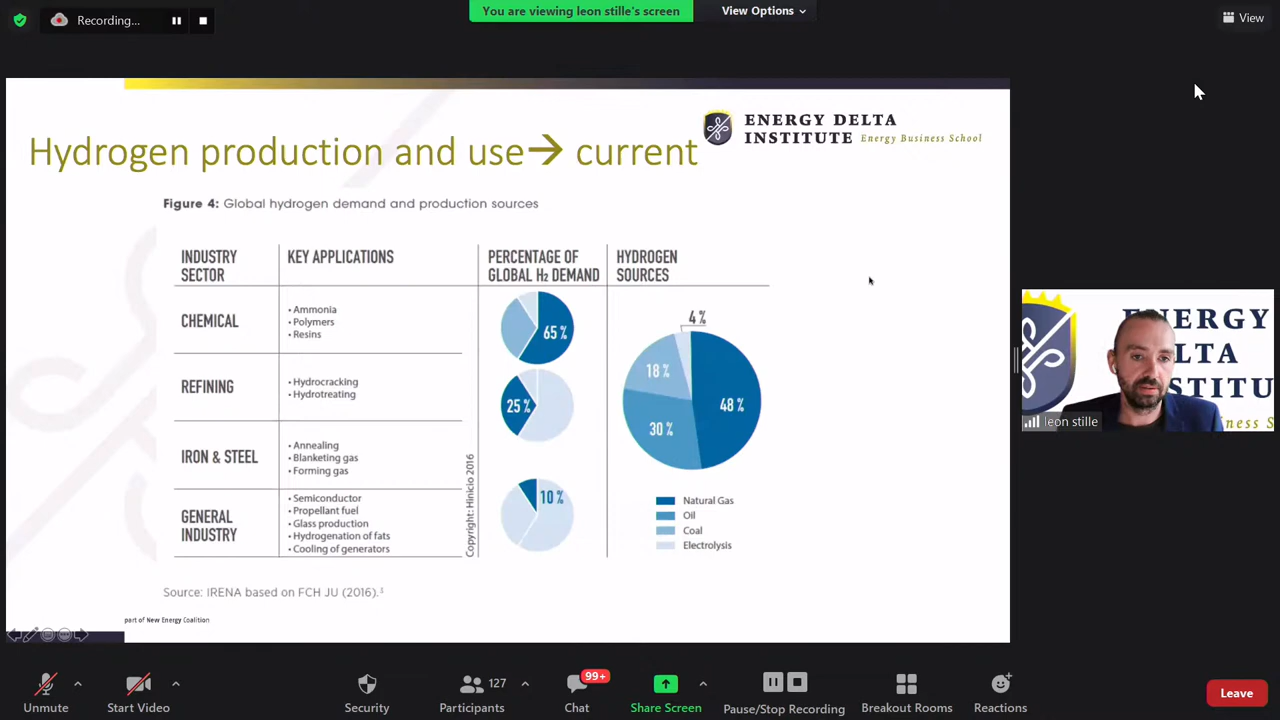 Recording...
You are viewing leon stille's screen
View Options
View
ENERGY DELTA
INSTITUTE Energy Business School
Hydrogen production and use→ current
Figure 4: Global hydrogen demand and production sources
INDUSTRY
SECTOR
KEY APPLICATIONS
PERCENTAGE OF
GLOBAL H₂ DEMAND
HYDROGEN
SOURCES
CHEMICAL
• Ammonia
• Polymers
• Resins
65 %
REFINING
• Hydrocracking
• Hydrotreating
25 %
IRON & STEEL
• Annealing
• Blanketing gas
• Forming gas
GENERAL
INDUSTRY
• Semiconductor
• Propellant fuel
• Glass production
• Hydrogenation of fats
• Cooling of generators
10 %
Copyright: Hinicio 2016
4 %
18 %
48 %
30 %
Natural Gas
Oil
Coal
Electrolysis
Source: IRENA based on FCH JU (2016).³
part of New Energy Coalition
ENERGY
DELTA
INSTITU
leon stille
Unmute
Start Video
Security
127
Participants
99+
Chat
Share Screen
Pause/Stop Recording
Breakout Rooms
Reactions
Leave